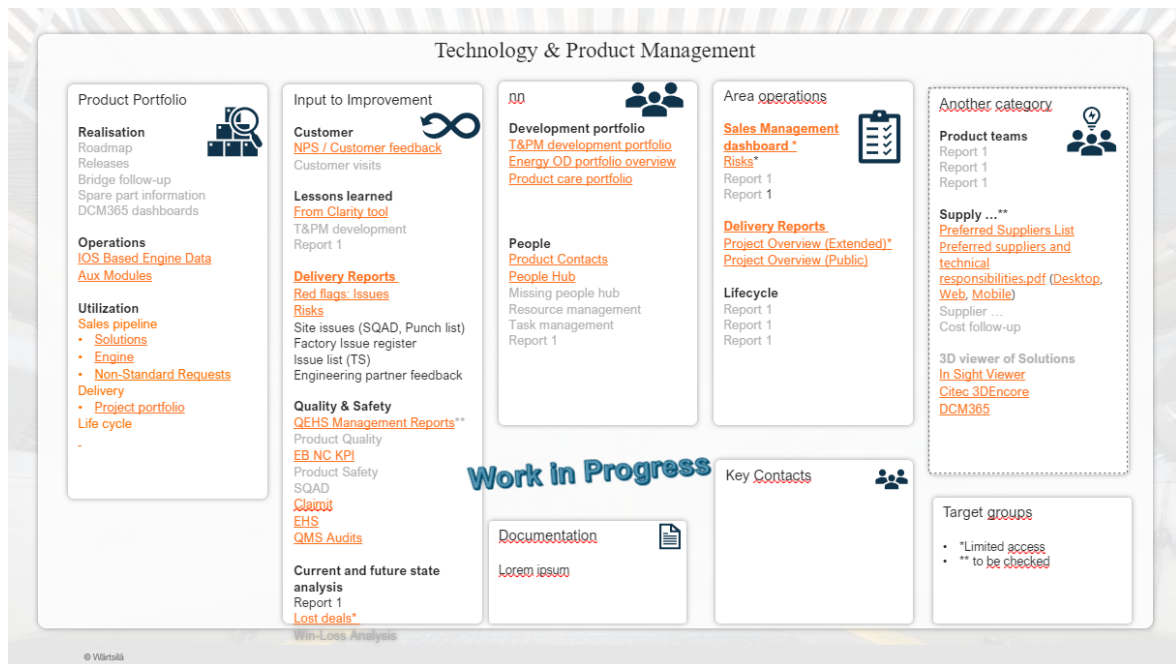 Technology & Product Management
Product Portfolio
Realisation
Roadmap
Releases
Bridge follow-up
Spare part information
DCM365 dashboards
Operations
IOS Based Engine Data
Aux Modules
Utilization
Sales pipeline
• Solutions
• Engine
• Non-Standard Requests
Delivery
• Project portfolio
Life cycle
-
Input to Improvement
Customer
NPS / Customer feedback
Customer visits
Lessons learned
From Clarity tool
T&PM development
Report 1
Delivery Reports
Red flags: Issues
Risks
Site issues (SQAD, Punch list)
Factory Issue register
Issue list (TS)
Engineering partner feedback
Quality & Safety
QEHS Management Reports**
Product Quality
EB NC KPI
Product Safety
SQAD
Claimit
EHS
QMS Audits
Current and future state
analysis
Report 1
Lost deals*
Win-Loss Analysis
nn
Development portfolio
T&PM development portfolio
Energy OD portfolio overview
Product care portfolio
People
Product Contacts
People Hub
Missing people hub
Resource management
Task management
Report 1
Area operations
Sales Management
dashboard *
Risks*
Report 1
Report 1
Delivery Reports
Project Overview (Extended)*
Project Overview (Public)
Lifecycle
Report 1
Report 1
Report 1
Another category
Product teams
Report 1
Report 1
Report 1
Supply ...**
Preferred Suppliers List
Preferred suppliers and
technical
responsibilities.pdf (Desktop,
Web, Mobile)
Supplier ...
Cost follow-up
3D viewer of Solutions
In Sight Viewer
Citec 3DEncore
DCM365
Work in Progress
Documentation
Lorem ipsum
Key Contacts
Target groups
• *Limited access
• ** to be checked
© Wärtsilä